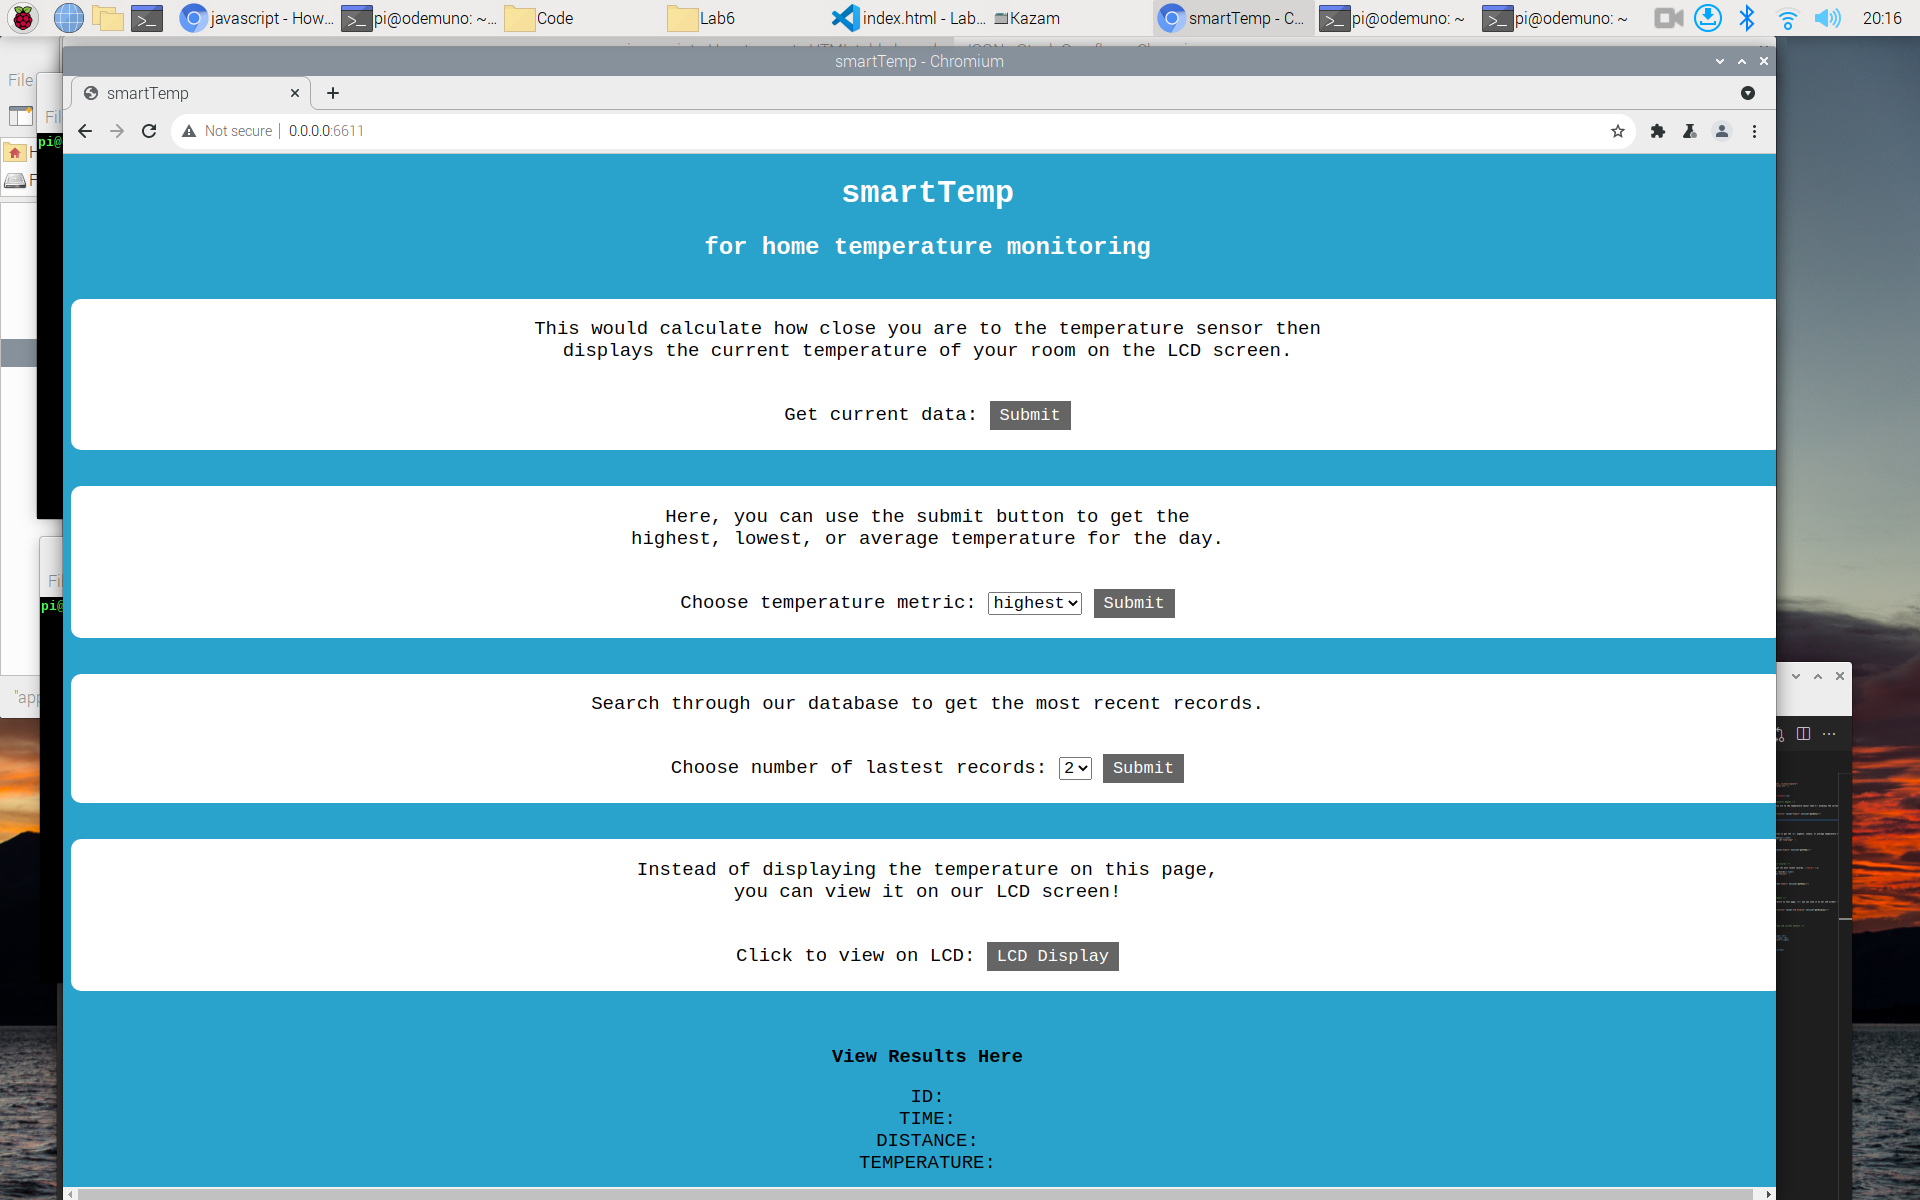 javascript - How...
pi@odemuno: ~...
Code
Lab6
index.html - Lab...
Kazam
smartTemp - C...
pi@odemuno: ~
pi@odemuno: ~
20:16
smartTemp - Chromium
File
smartTemp
Fil
Not secure
0.0.0.0:6611
pi@
smartTemp
for home temperature monitoring
This would calculate how close you are to the temperature sensor then
displays the current temperature of your room on the LCD screen.
Get current data: Submit
Here, you can use the submit button to get the
highest, lowest, or average temperature for the day.
Fil
pi@
Choose temperature metric: highest Submit
Search through our database to get the most recent records.
"app
Choose number of lastest records: 2 Submit
Instead of displaying the temperature on this page,
you can view it on our LCD screen!
Click to view on LCD: LCD Display
View Results Here
ID:
TIME:
DISTANCE:
TEMPERATURE: